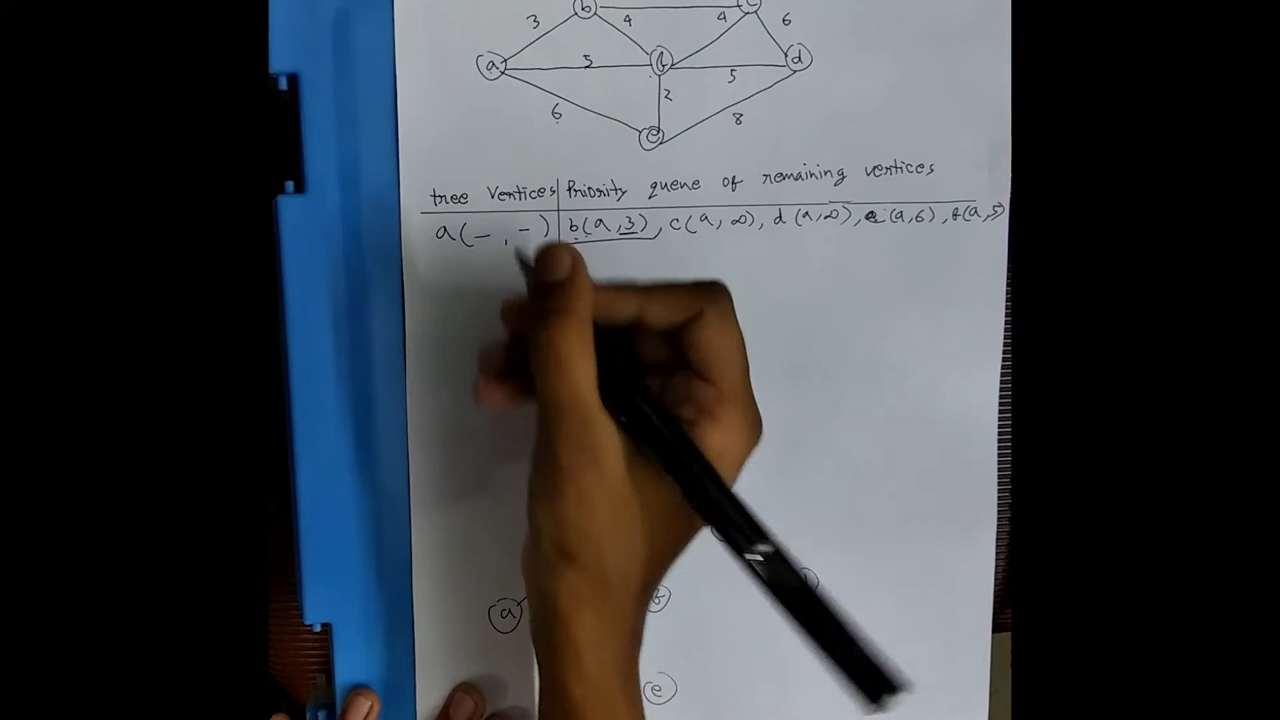 b
3
4
4
6
a
5
f
5
d
2
6
e
8
tree Vertices Priority queue of remaining vertices
a(-,-) b(a,3), c(a,∞), d(a,∞), e(a,6), f(a,5)
a
f
e